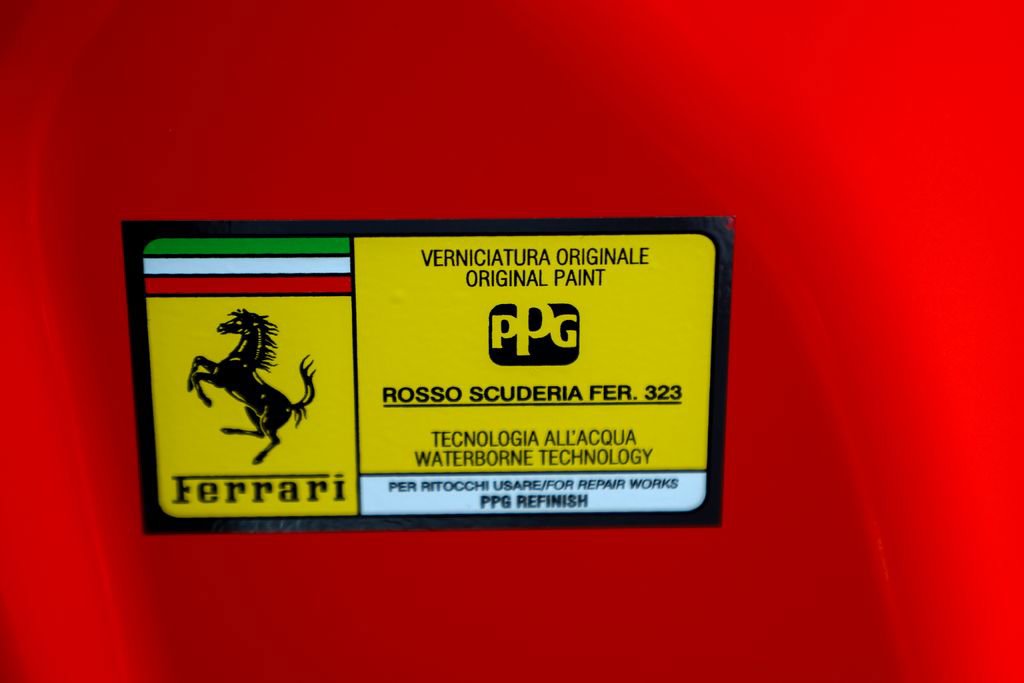 Ferrari
VERNICIATURA ORIGINALE
ORIGINAL PAINT
PPG
ROSSO SCUDERIA FER. 323
TECNOLOGIA ALL'ACQUA
WATERBORNE TECHNOLOGY
PER RITOCCHI USARE/FOR REPAIR WORKS
PPG REFINISH